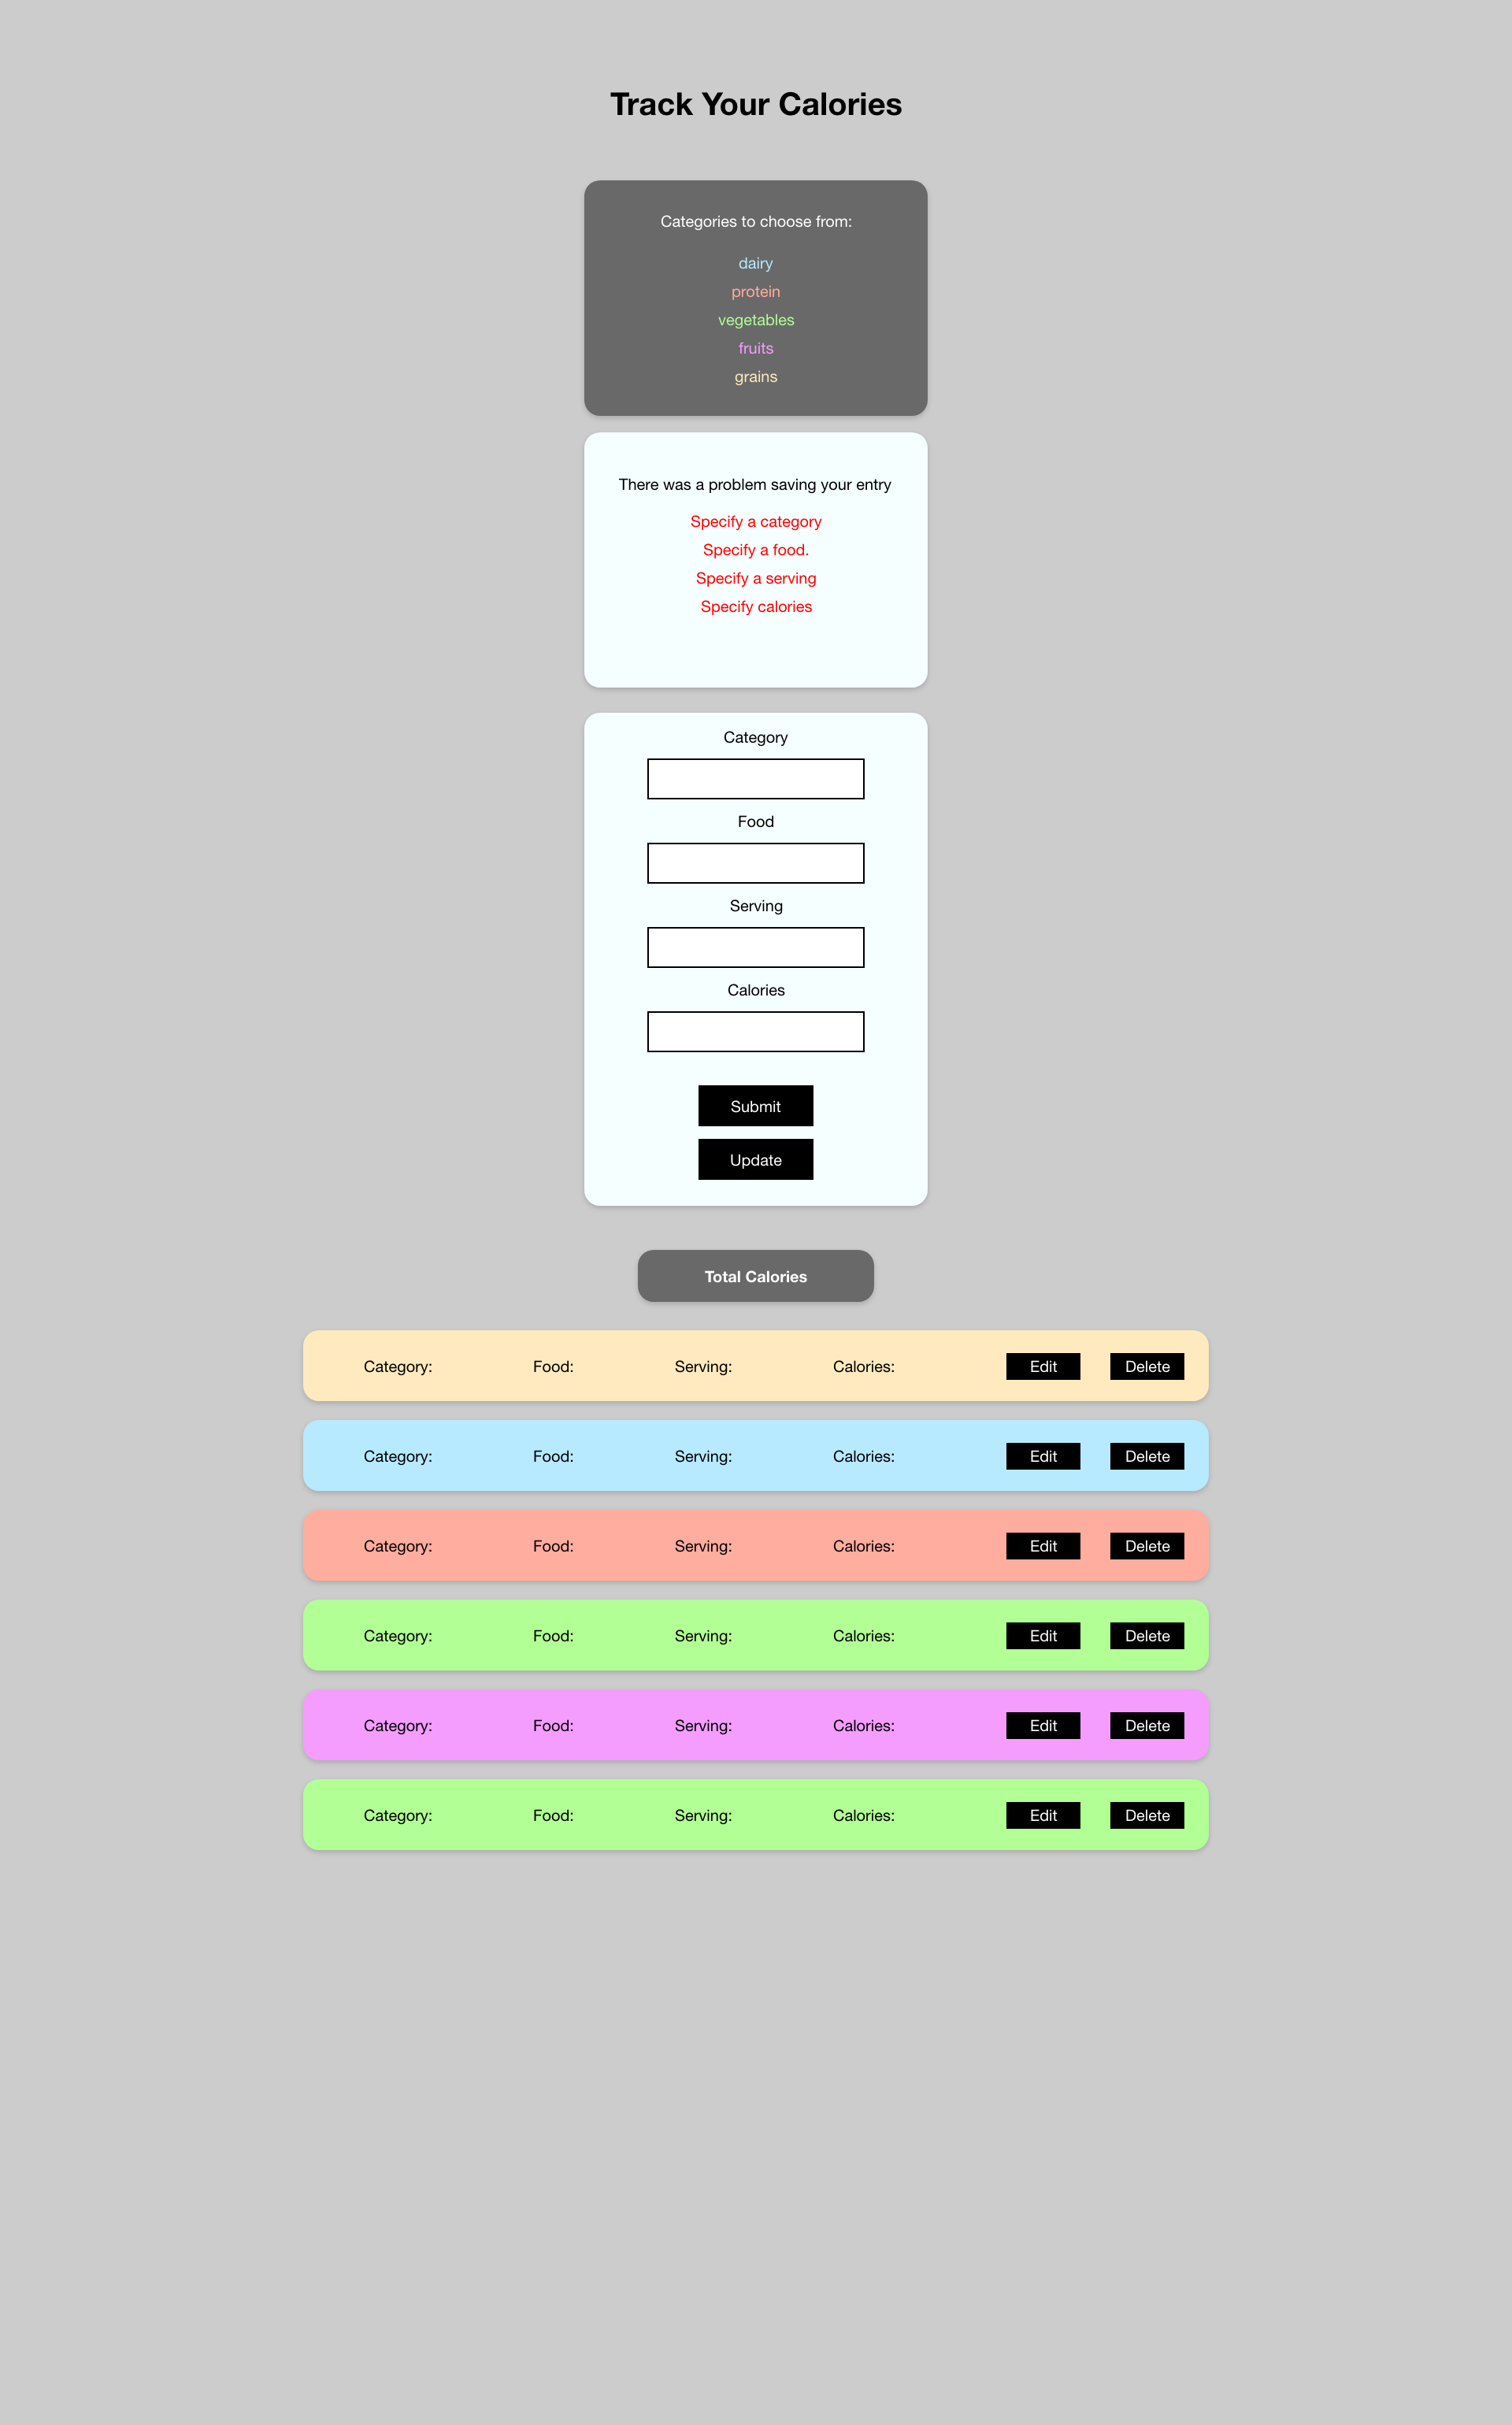 Track Your Calories
Categories to choose from:
dairy
protein
vegetables
fruits
grains
There was a problem saving your entry
Specify a category
Specify a food.
Specify a serving
Specify calories
Category
Food
Serving
Calories
Submit
Update
Total Calories
Category: Food: Serving: Calories: Edit Delete
Category: Food: Serving: Calories: Edit Delete
Category: Food: Serving: Calories: Edit Delete
Category: Food: Serving: Calories: Edit Delete
Category: Food: Serving: Calories: Edit Delete
Category: Food: Serving: Calories: Edit Delete